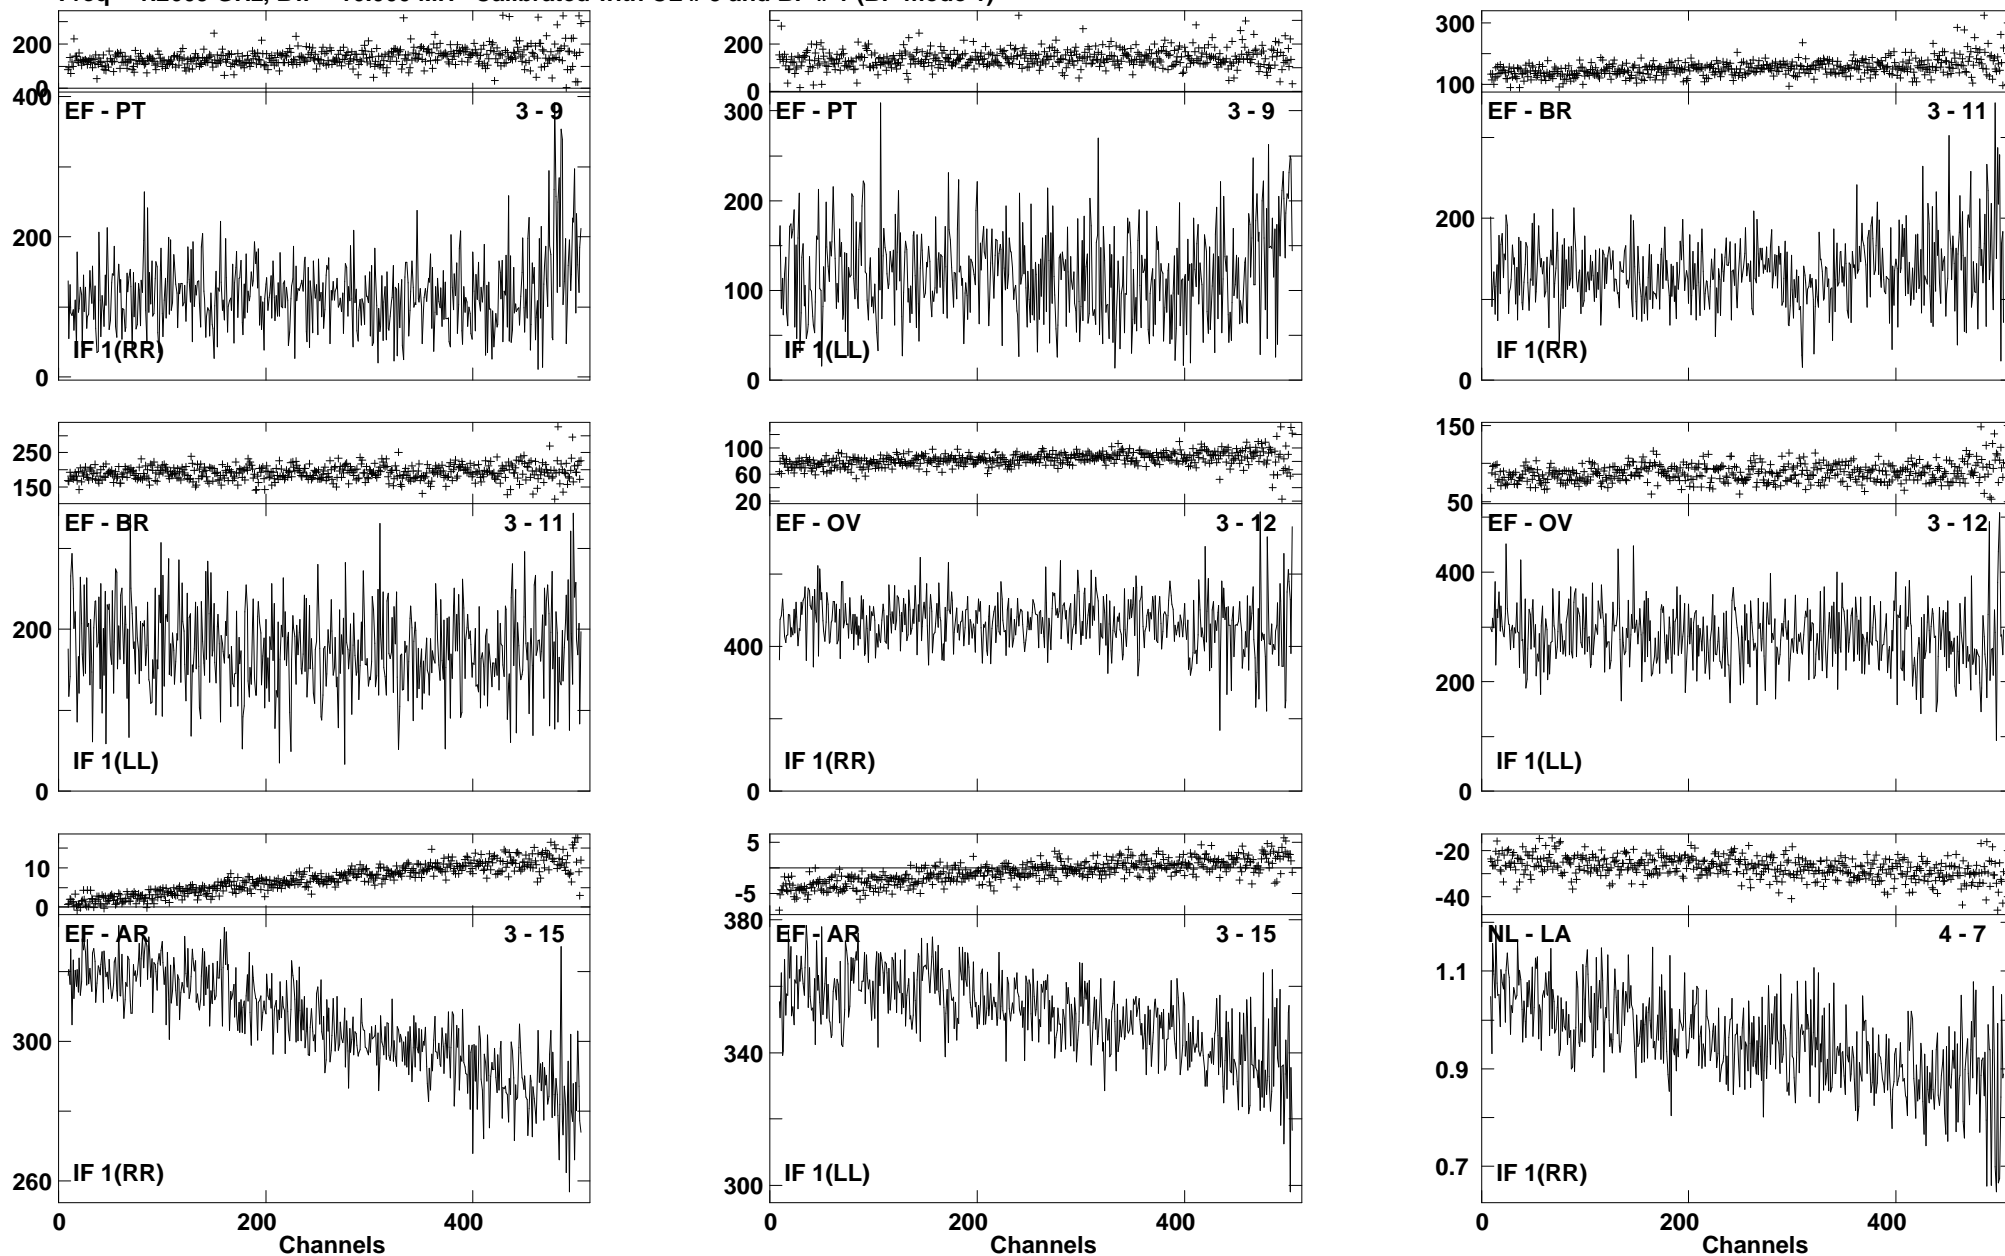 200
0
400
EF - PT 3 - 9
200
IF 1(RR)
0
200
0
300
EF - PT 3 - 9
200
100
IF 1(LL)
0
300
100
EF - BR 3 - 11
200
IF 1(RR)
0
250
150
EF - BR 3 - 11
200
IF 1(LL)
0
100
60
20
EF - OV 3 - 12
400
IF 1(RR)
0
150
50
EF - OV 3 - 12
400
200
IF 1(LL)
0
10
0
EF - AR 3 - 15
300
260
IF 1(RR)
0 200 400
Channels
5
-5
380
EF - AR 3 - 15
340
300
IF 1(LL)
0 200 400
Channels
-20
-40
NL - LA 4 - 7
1.1
0.9
0.7
IF 1(RR)
0 200 400
Channels